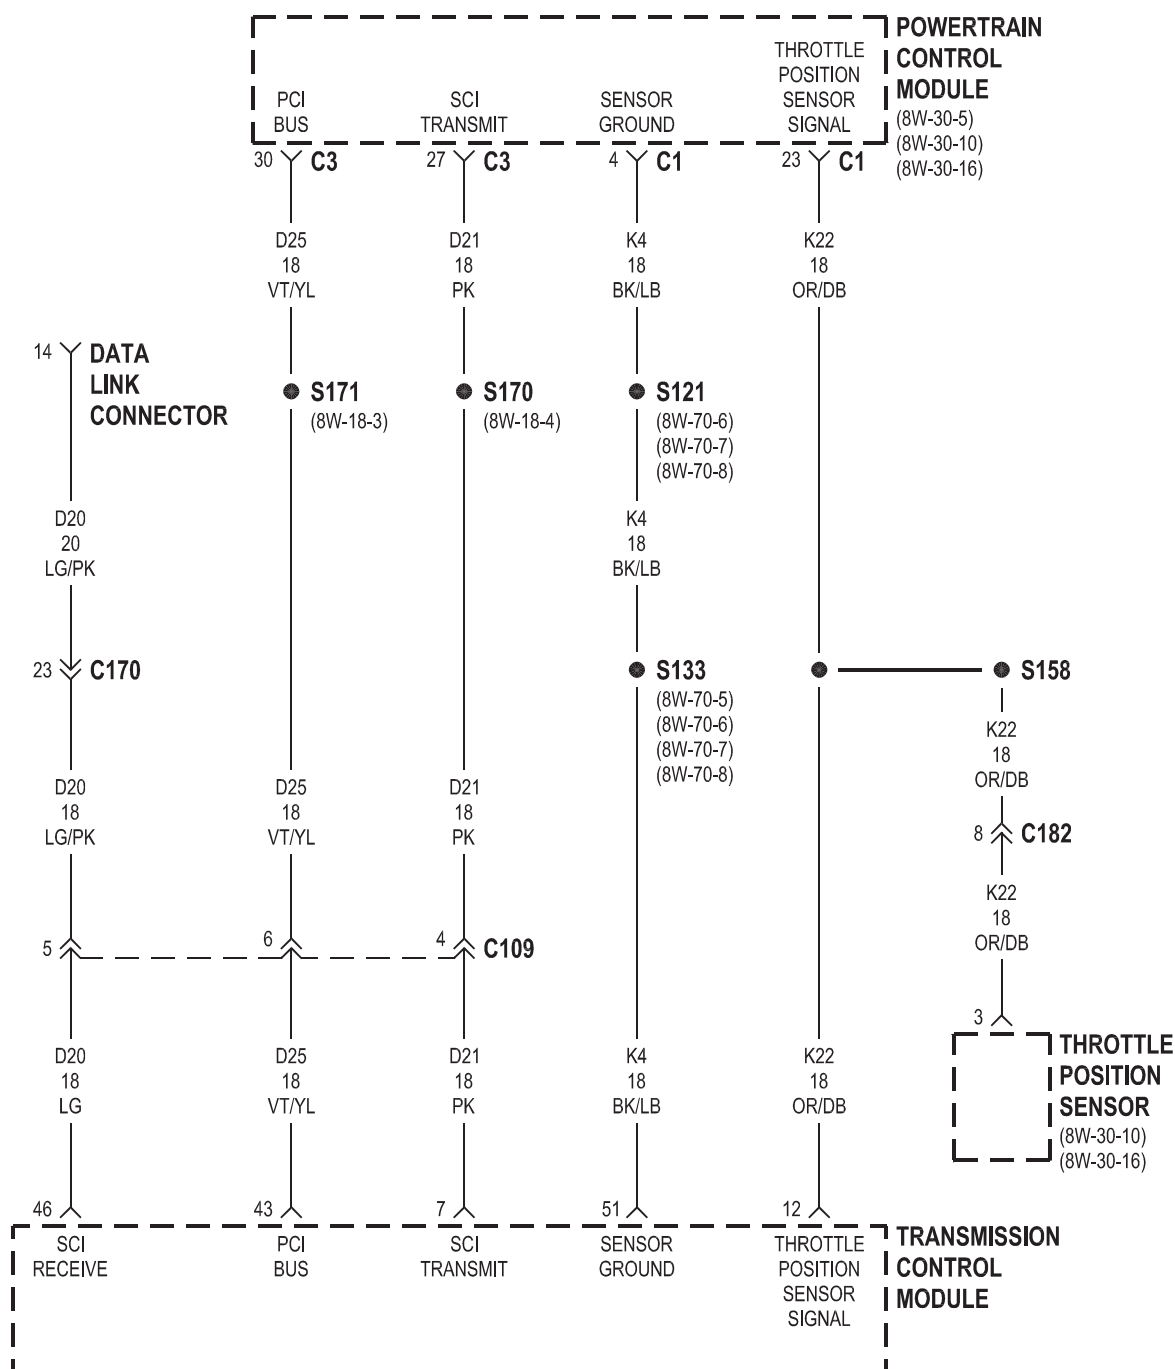 POWERTRAIN
CONTROL
MODULE
(8W-30-5)
(8W-30-10)
(8W-30-16)
PCI
BUS
SCI
TRANSMIT
SENSOR
GROUND
THROTTLE
POSITION
SENSOR
SIGNAL
30 C3
27 C3
4 C1
23 C1
D25
18
VT/YL
D21
18
PK
K4
18
BK/LB
K22
18
OR/DB
14 DATA
LINK
CONNECTOR
S171
(8W-18-3)
S170
(8W-18-4)
S121
(8W-70-6)
(8W-70-7)
(8W-70-8)
D20
20
LG/PK
K4
18
BK/LB
23 C170
S133
(8W-70-5)
(8W-70-6)
(8W-70-7)
(8W-70-8)
S158
K22
18
OR/DB
D20
18
LG/PK
D25
18
VT/YL
D21
18
PK
8 C182
K22
18
OR/DB
5
6
4 C109
3
THROTTLE
POSITION
SENSOR
(8W-30-10)
(8W-30-16)
D20
18
LG
D25
18
VT/YL
D21
18
PK
K4
18
BK/LB
K22
18
OR/DB
46
43
7
51
12
SCI
RECEIVE
PCI
BUS
SCI
TRANSMIT
SENSOR
GROUND
THROTTLE
POSITION
SENSOR
SIGNAL
TRANSMISSION
CONTROL
MODULE